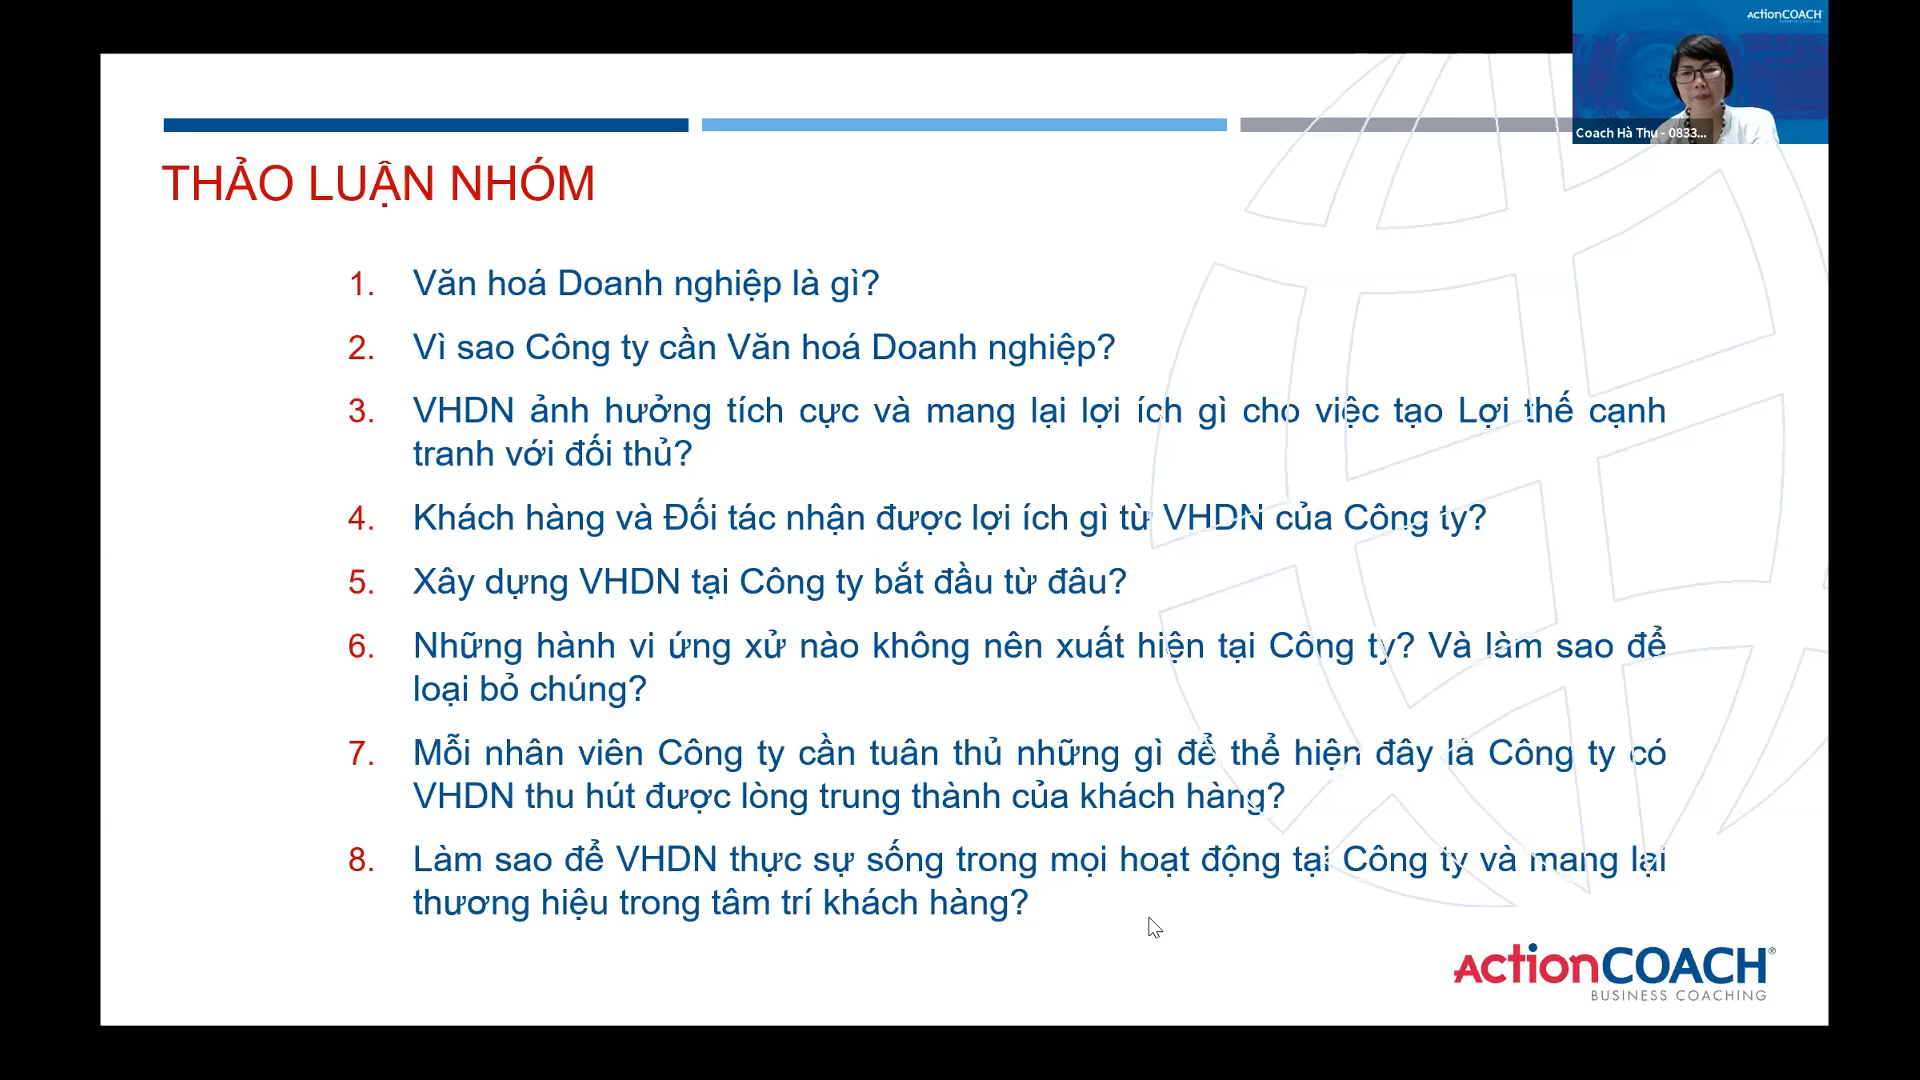 ActionCOACH
Coach Hà Thu - 0833...
THẢO LUẬN NHÓM
1. Văn hoá Doanh nghiệp là gì?
2. Vì sao Công ty cần Văn hoá Doanh nghiệp?
3. VHDN ảnh hưởng tích cực và mang lại lợi ích gì cho việc tạo Lợi thế cạnh
tranh với đối thủ?
4. Khách hàng và Đối tác nhận được lợi ích gì từ VHDN của Công ty?
5. Xây dựng VHDN tại Công ty bắt đầu từ đâu?
6. Những hành vi ứng xử nào không nên xuất hiện tại Công ty? Và làm sao để
loại bỏ chúng?
7. Mỗi nhân viên Công ty cần tuân thủ những gì để thể hiện đây là Công ty có
VHDN thu hút được lòng trung thành của khách hàng?
8. Làm sao để VHDN thực sự sống trong mọi hoạt động tại Công ty và mang lại
thương hiệu trong tâm trí khách hàng?
ActionCOACH®
BUSINESS COACHING